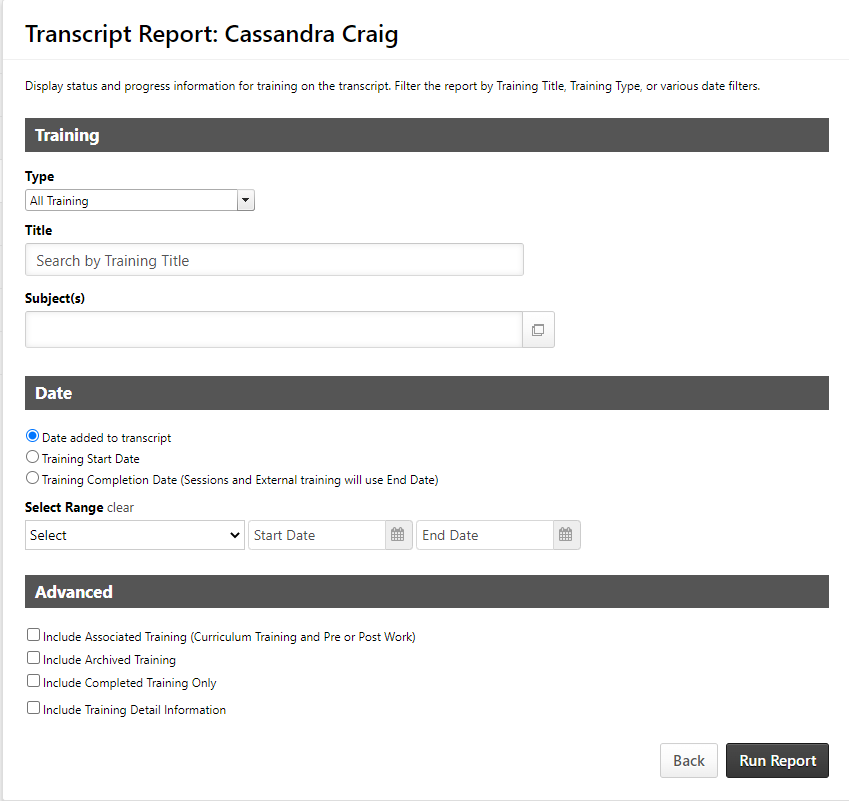 Transcript Report: Cassandra Craig
Display status and progress information for training on the transcript. Filter the report by Training Title, Training Type, or various date filters.
Training
Type
All Training
Title
Search by Training Title
Subject(s)
Date
Date added to transcript
Training Start Date
Training Completion Date (Sessions and External training will use End Date)
Select Range clear
Select Start Date End Date
Advanced
Include Associated Training (Curriculum Training and Pre or Post Work)
Include Archived Training
Include Completed Training Only
Include Training Detail Information
Back Run Report